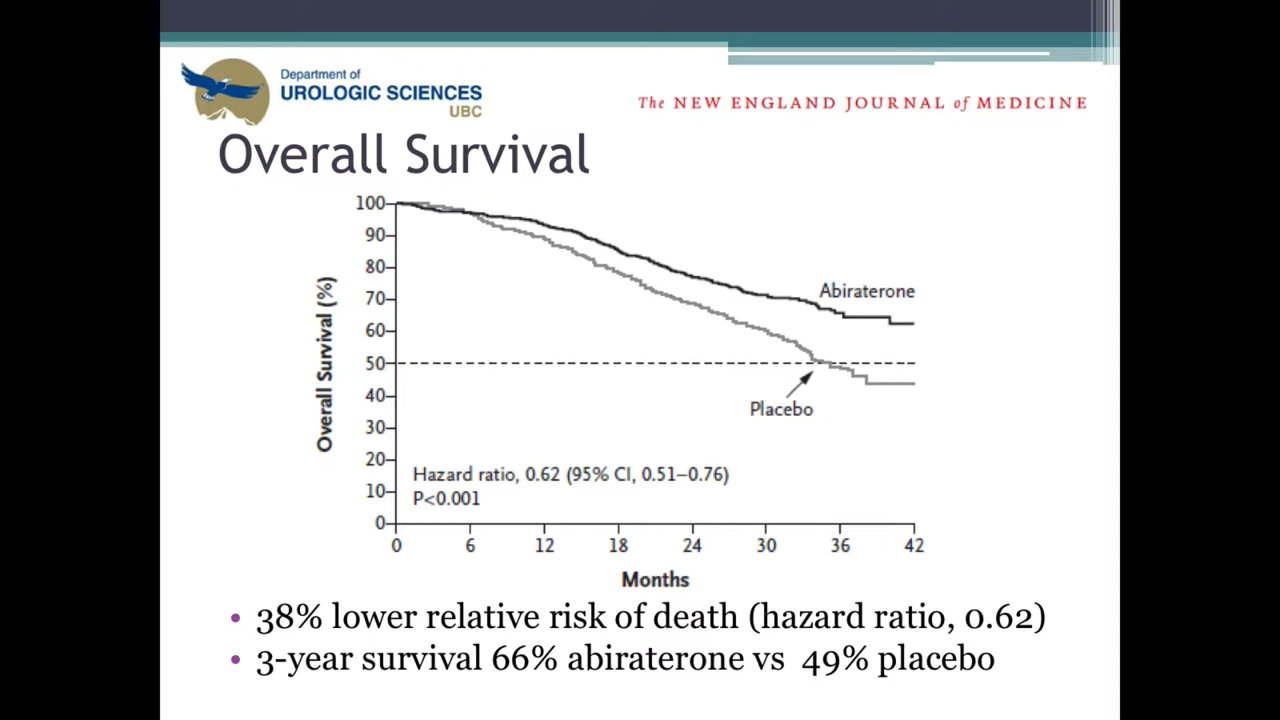 Department of
UROLOGIC SCIENCES
UBC
The NEW ENGLAND JOURNAL of MEDICINE
Overall Survival
100
90
80
70
60
50
40
30
20
10
0
Overall Survival (%)
Abiraterone
Placebo
Hazard ratio, 0.62 (95% CI, 0.51–0.76)
P<0.001
0 6 12 18 24 30 36 42
Months
• 38% lower relative risk of death (hazard ratio, 0.62)
• 3-year survival 66% abiraterone vs 49% placebo